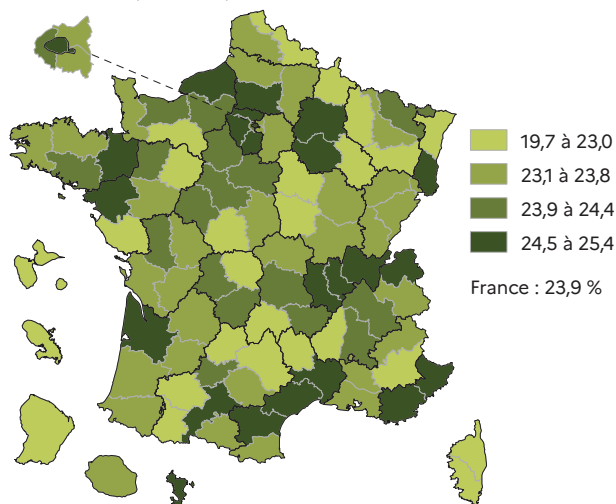 19,7 à 23,0
23,1 à 23,8
23,9 à 24,4
24,5 à 25,4
France : 23,9 %